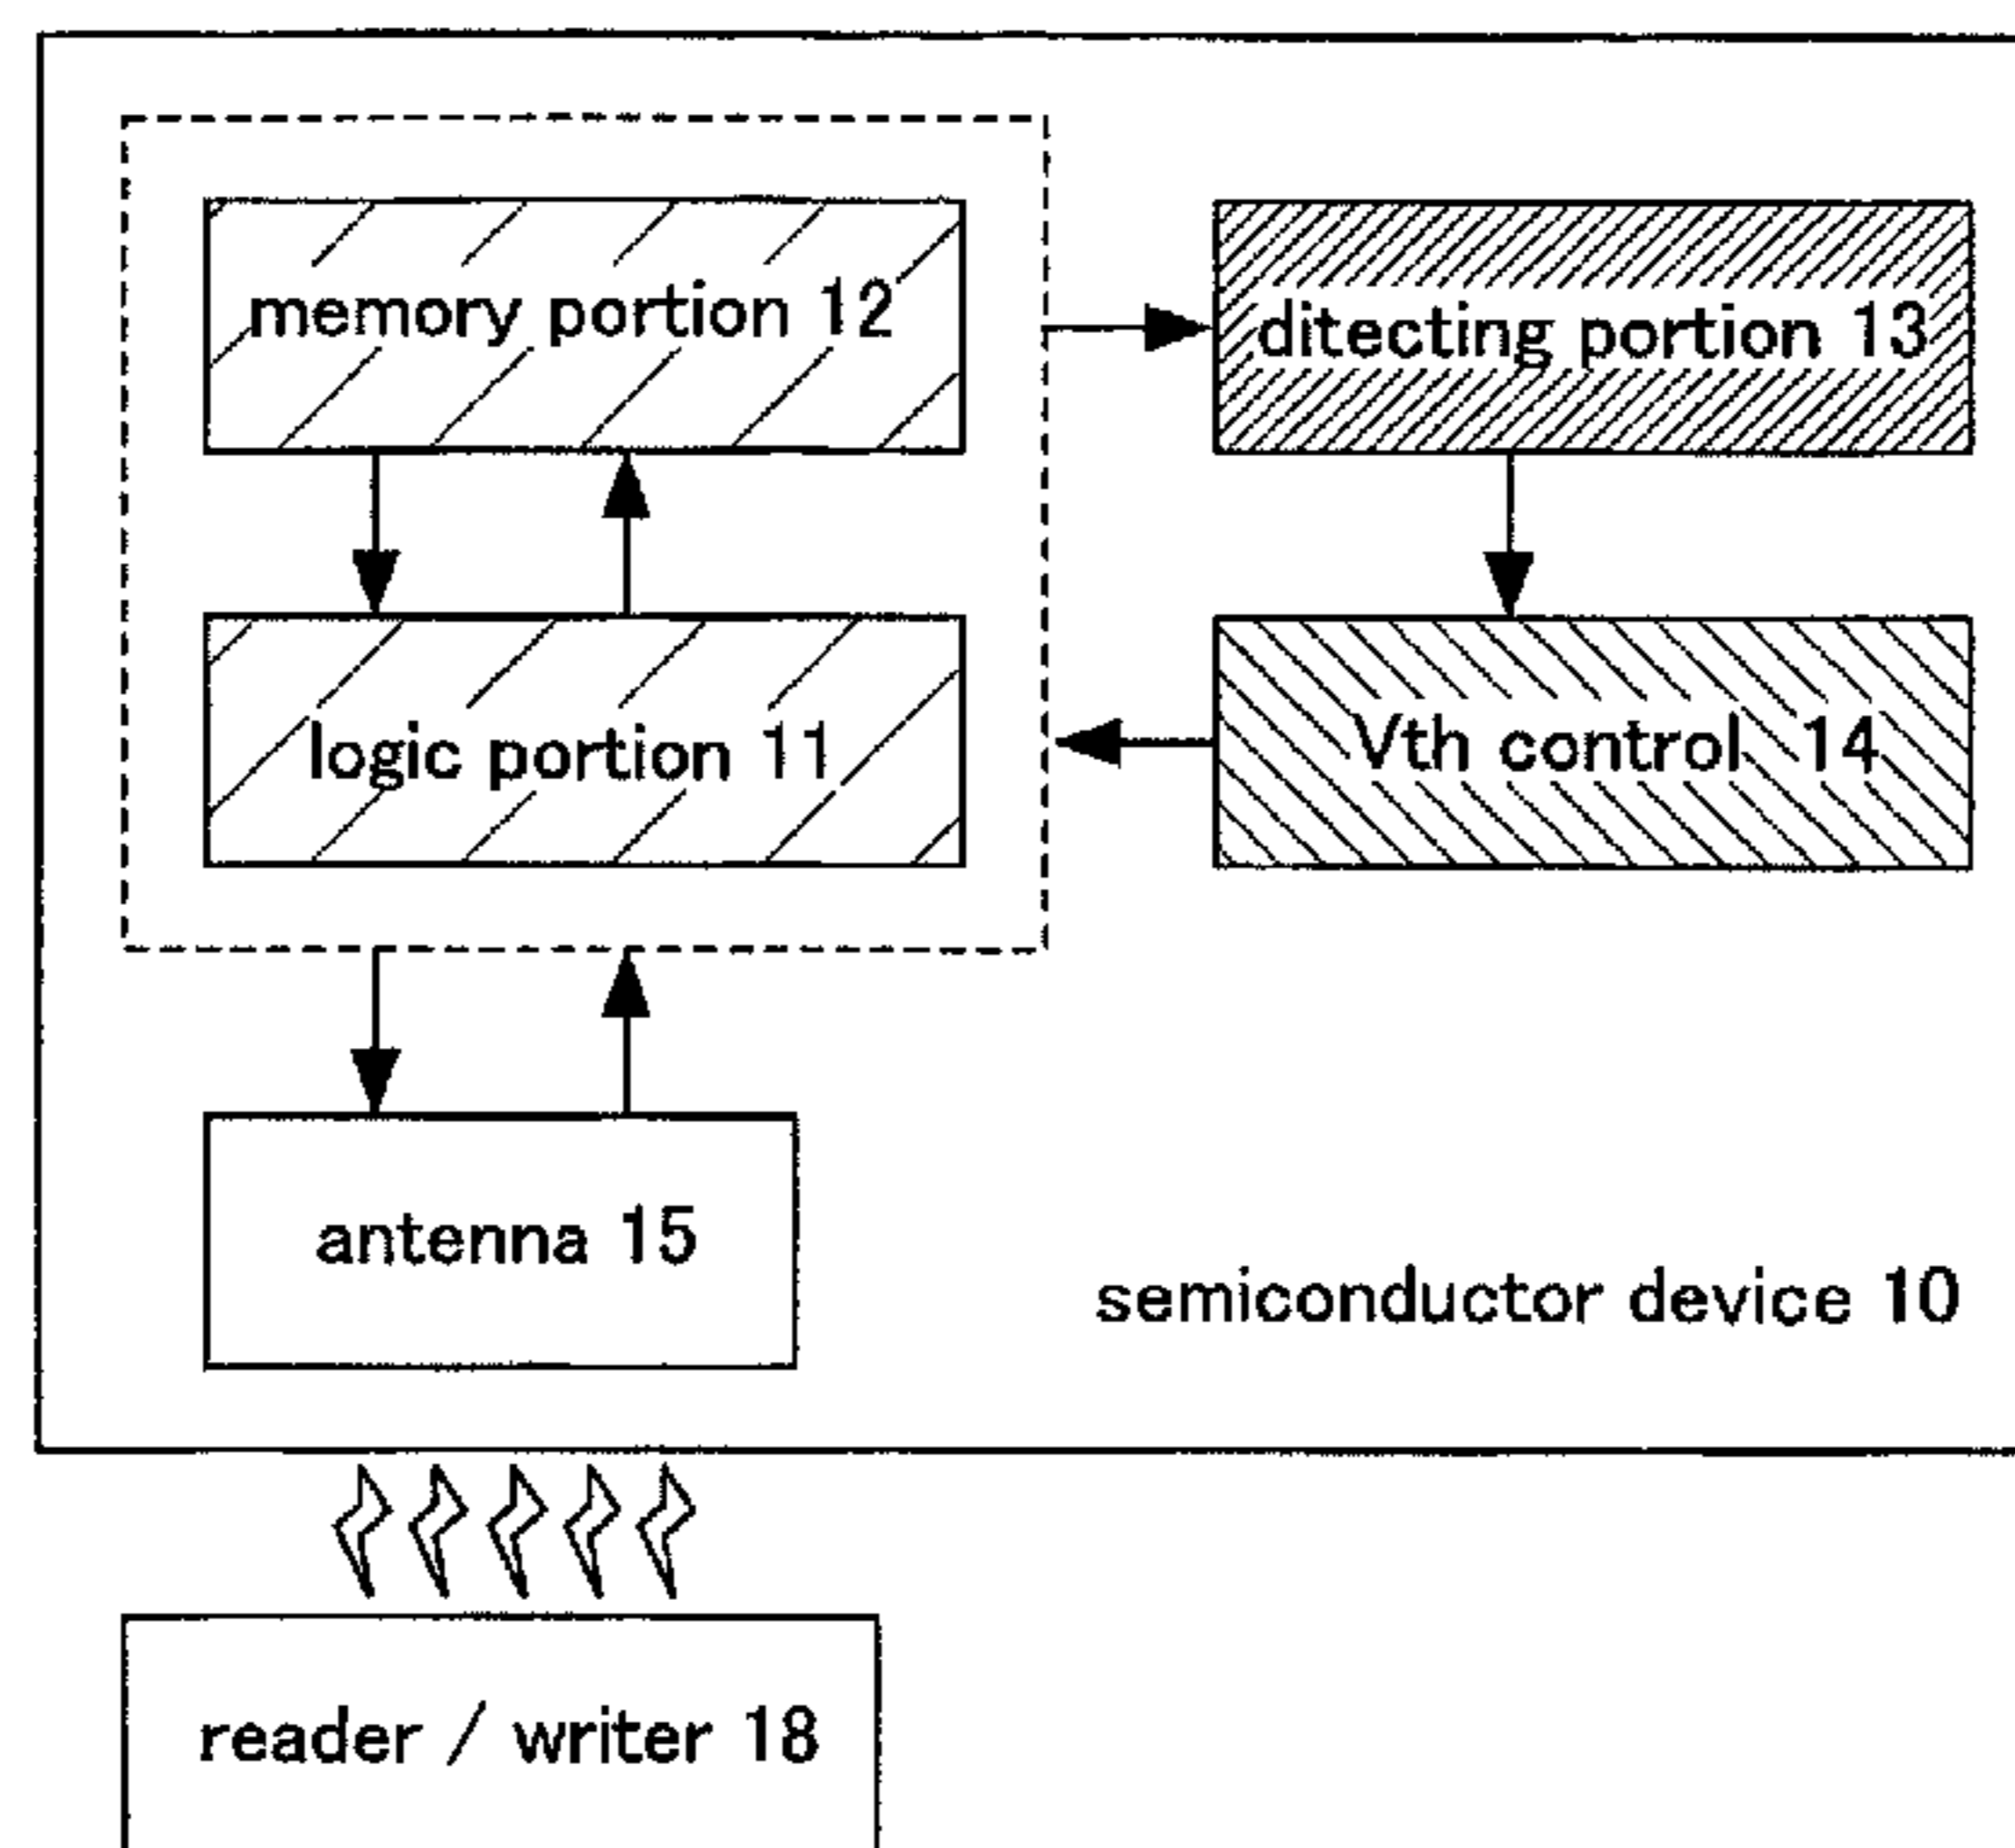 memory portion 12
ditecting portion 13
logic portion 11
Vth control 14
antenna 15
semiconductor device 10
reader / writer 18